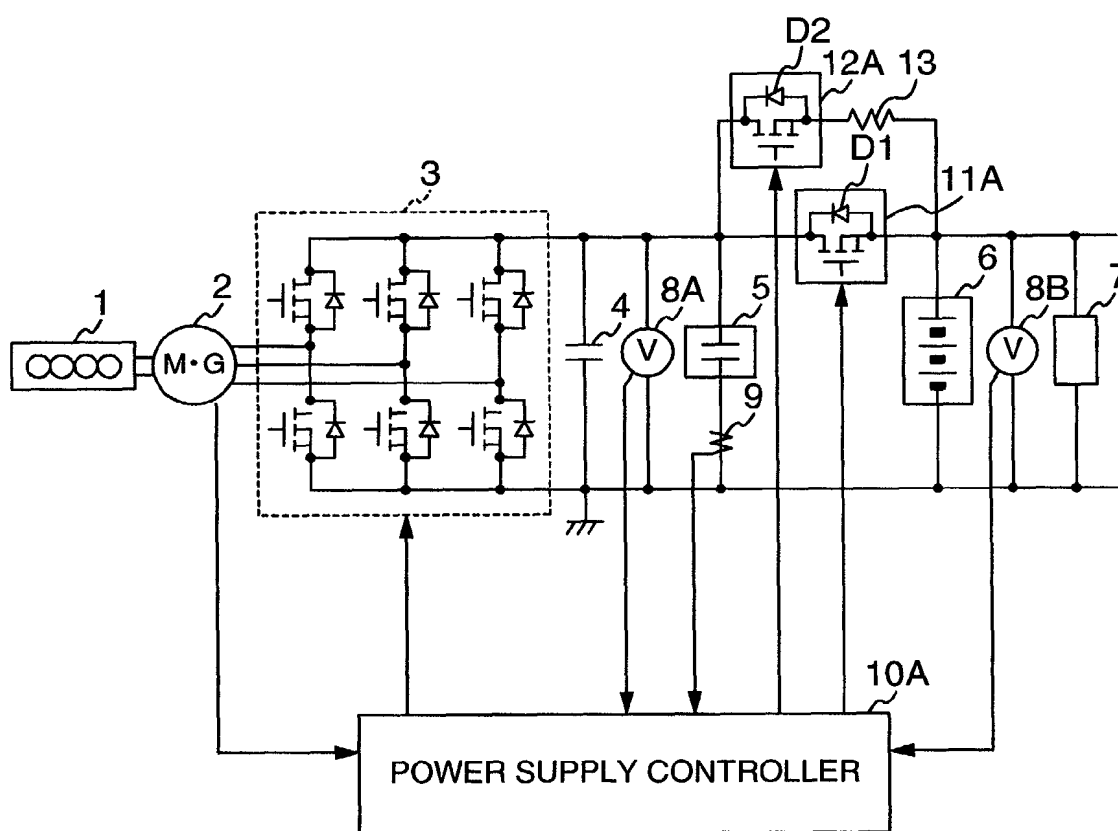 D2
12A
13
D1
11A
3
1
2
4
8A
5
6
8B
7
M·G
V
V
9
10A
POWER SUPPLY CONTROLLER